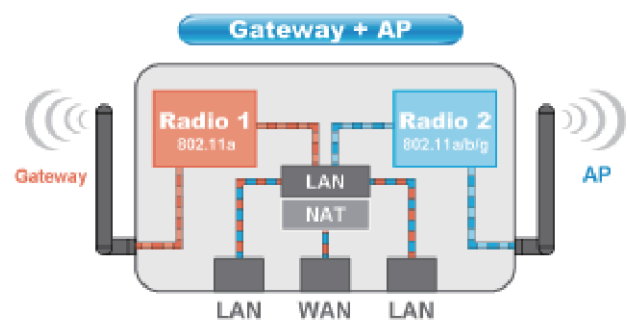 Gateway + AP
Radio 1
802.11a
Radio 2
802.11a/b/g
Gateway
AP
LAN
NAT
LAN
WAN
LAN